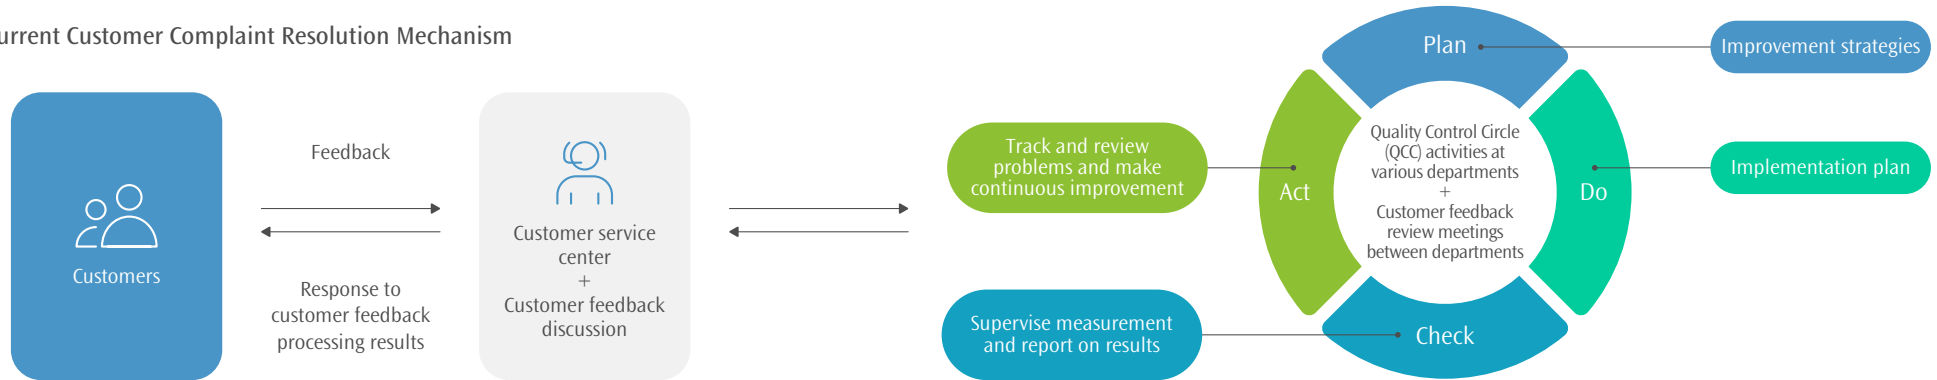 urrent Customer Complaint Resolution Mechanism
Customers
Feedback
Response to
customer feedback
processing results
Customer service
center
+
Customer feedback
discussion
Track and review
problems and make
continuous improvement
Supervise measurement
and report on results
Plan
Do
Check
Act
Quality Control Circle
(QCC) activities at
various departments
+
Customer feedback
review meetings
between departments
Improvement strategies
Implementation plan